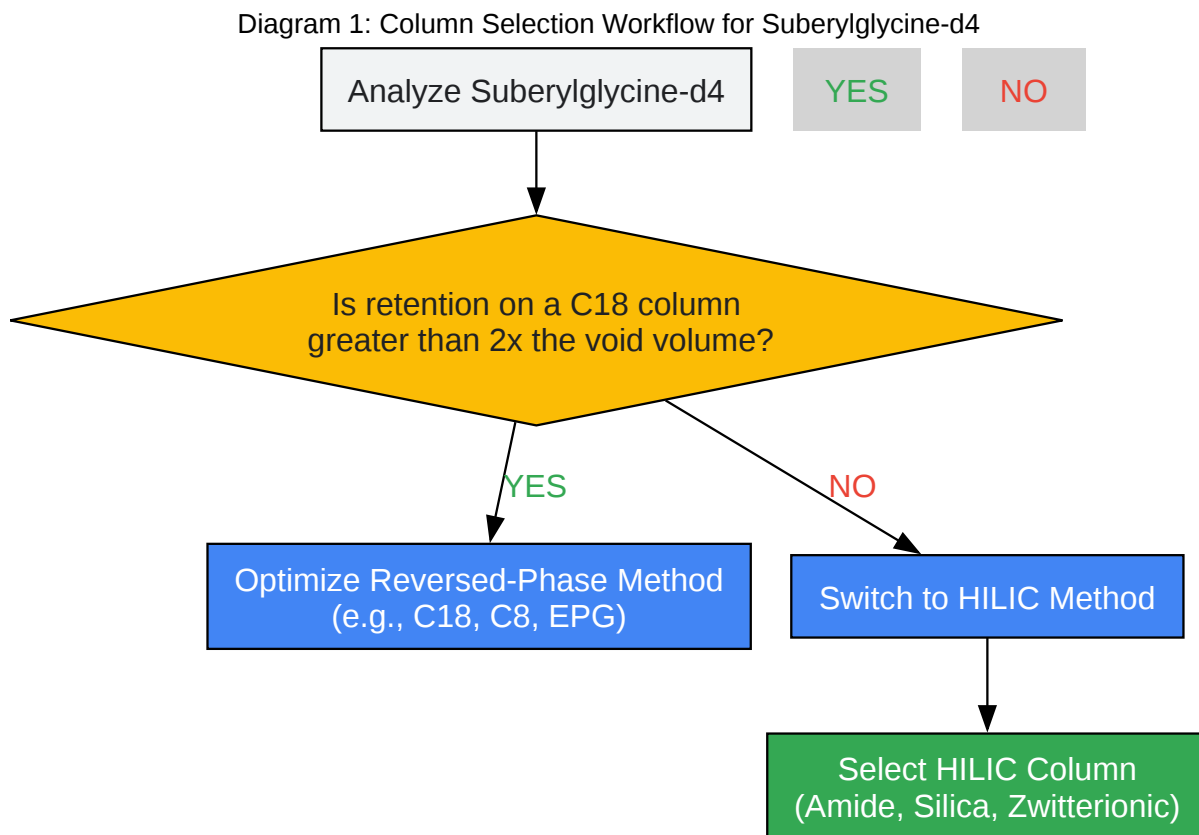 Diagram 1: Column Selection Workflow for Suberylglycine-d4
Analyze Suberylglycine-d4
YES
NO
Is retention on a C18 column
greater than 2x the void volume?
YES
NO
Optimize Reversed-Phase Method
(e.g., C18, C8, EPG)
Switch to HILIC Method
Select HILIC Column
(Amide, Silica, Zwitterionic)